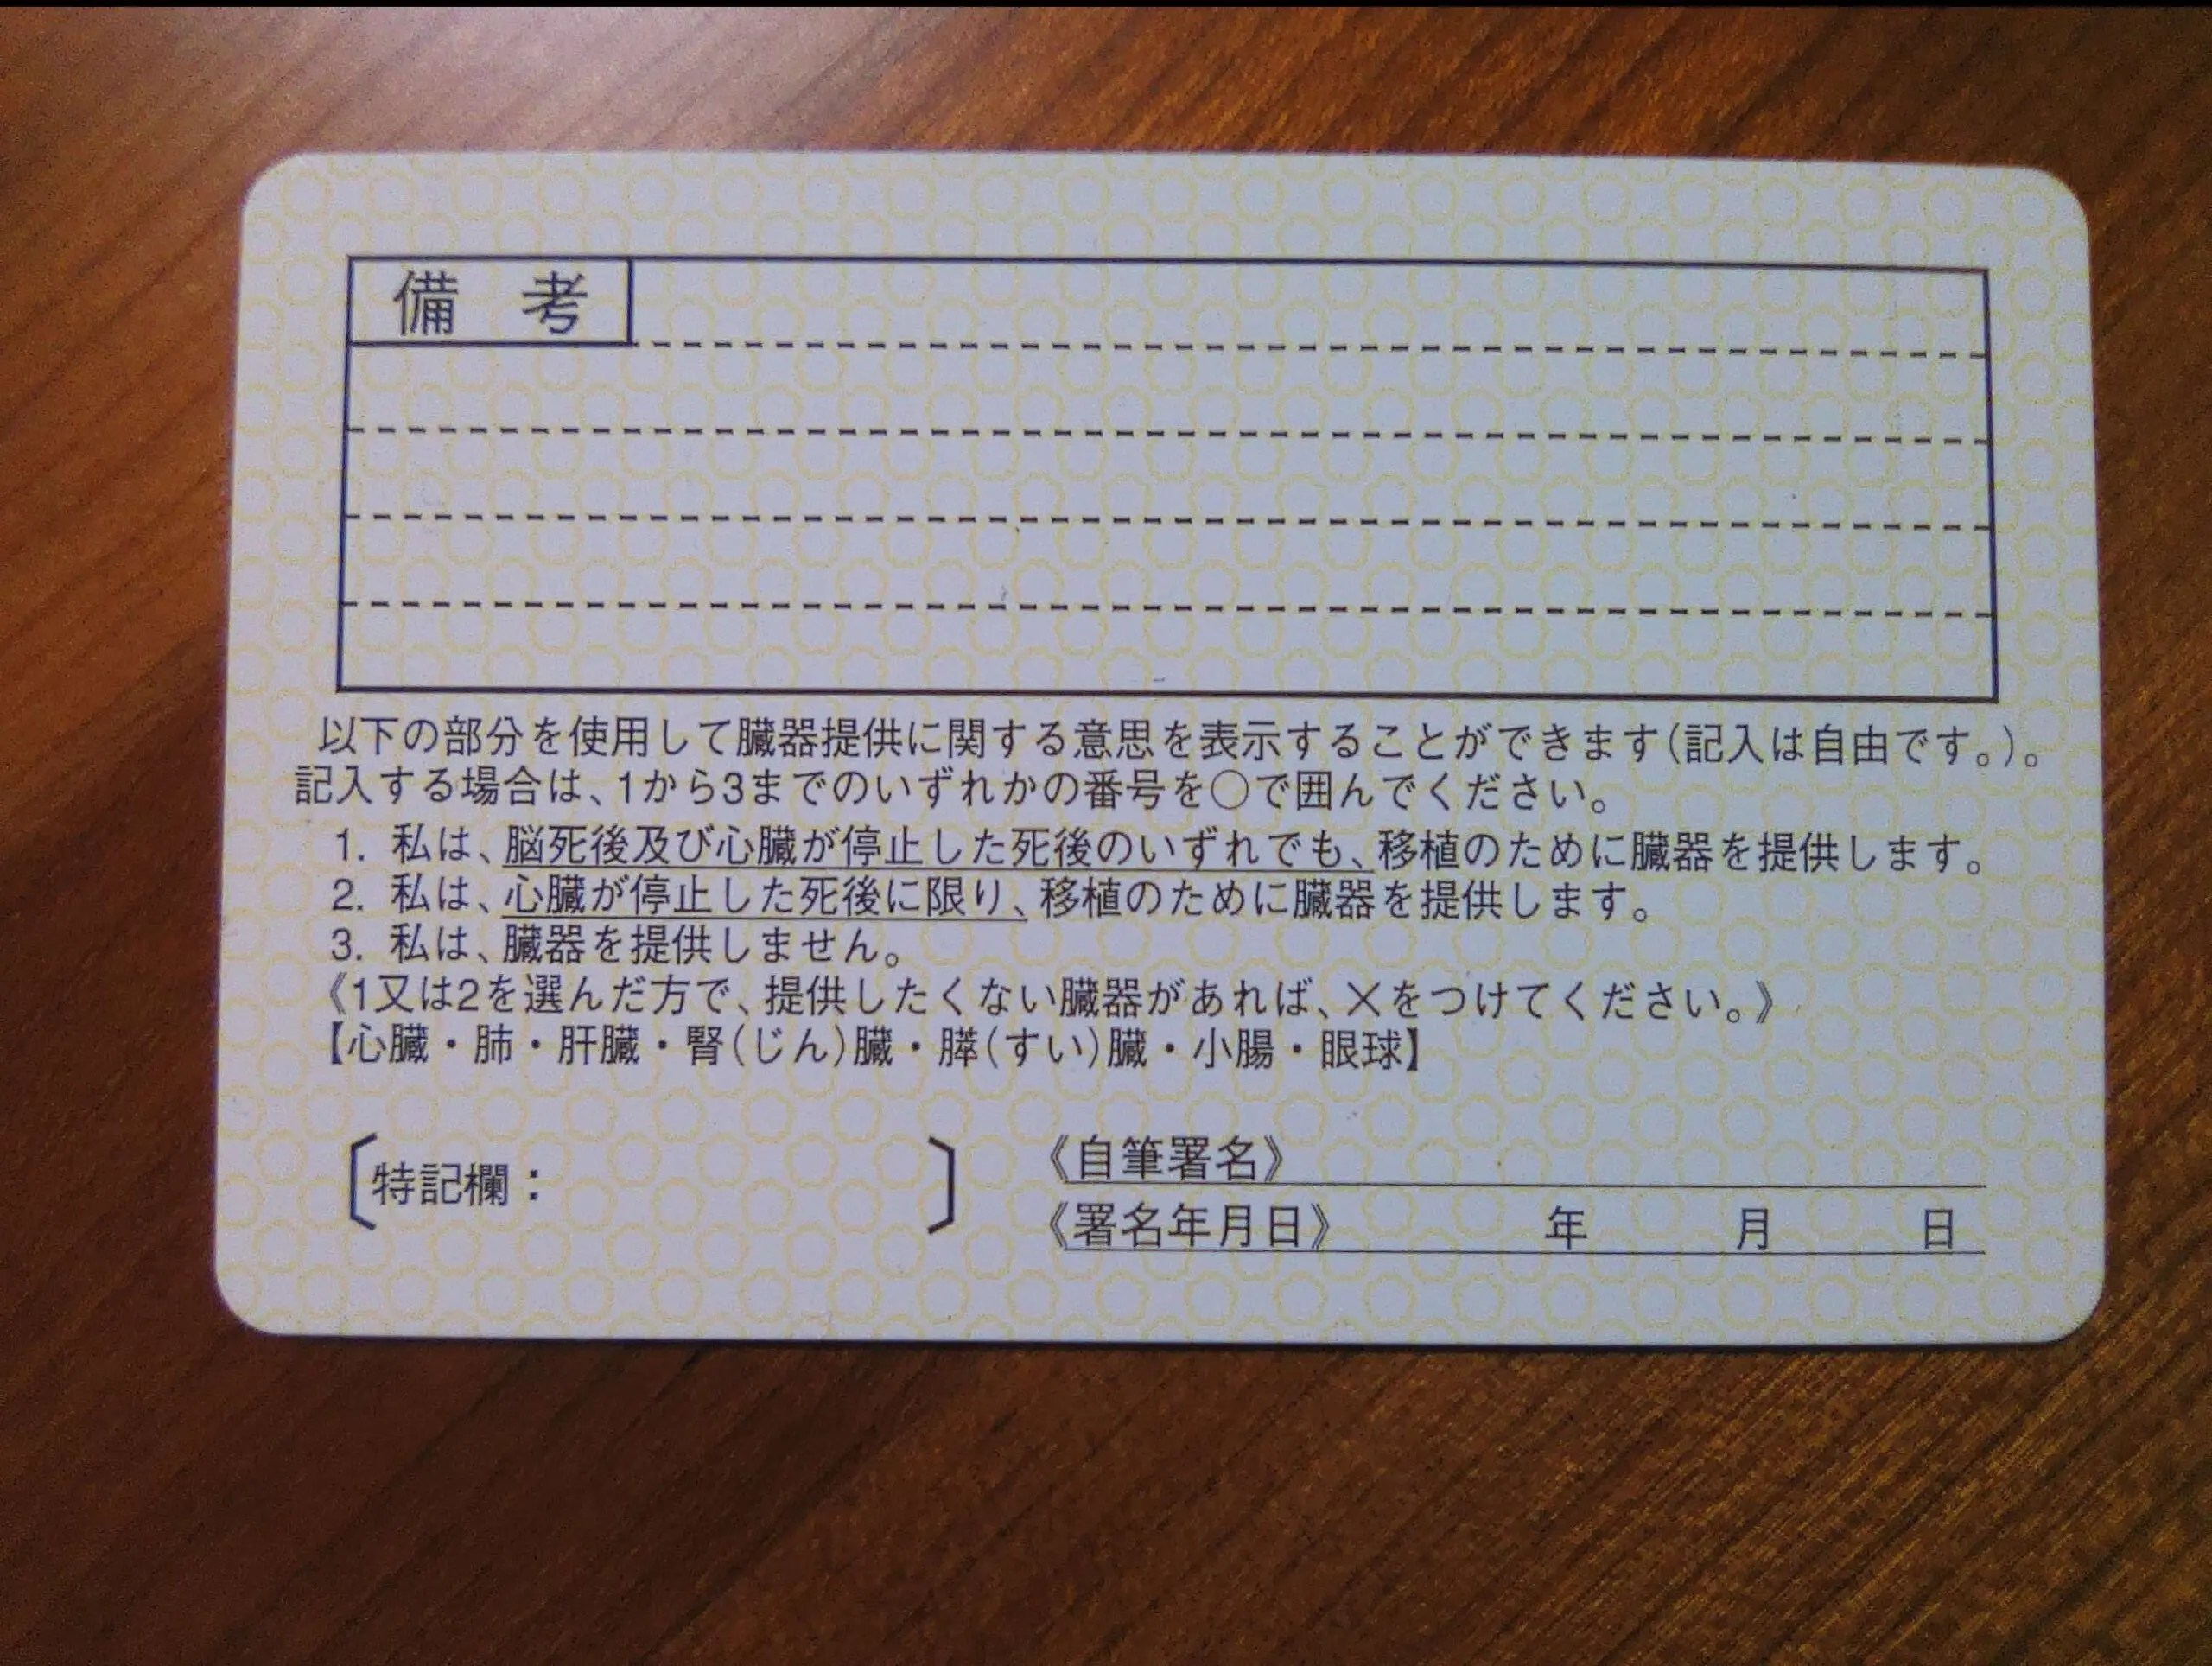 備 考
以下の部分を使用して臓器提供に関する意思を表示することができます(記入は自由です。)。
記入する場合は、1から3までのいずれかの番号を○で囲んでください。
1. 私は、脳死後及び心臓が停止した死後のいずれでも、移植のために臓器を提供します。
2. 私は、心臓が停止した死後に限り、移植のために臓器を提供します。
3. 私は、臓器を提供しません。
《1又は2を選んだ方で、提供したくない臓器があれば、×をつけてください。》
【心臓・肺・肝臓・腎(じん)臓・膵(すい)臓・小腸・眼球】
〔特記欄: 〕
《自筆署名》
《署名年月日》 年 月 日